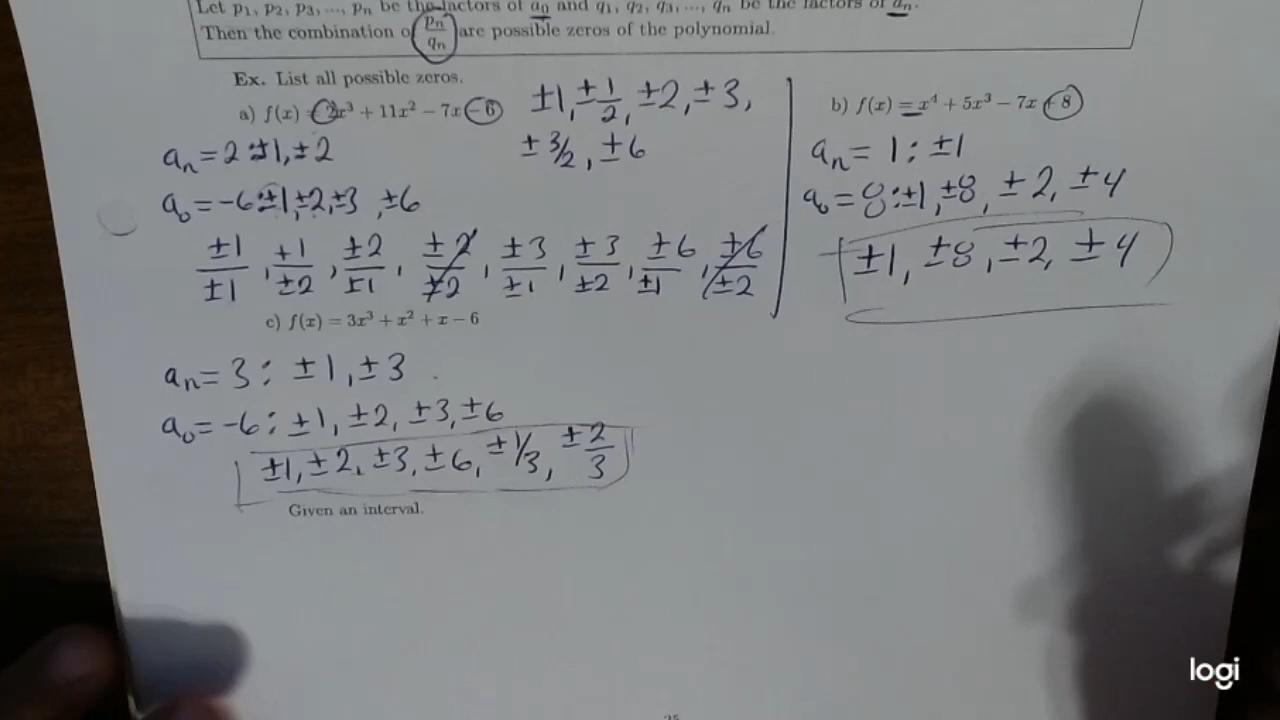 Let p₁, p₂, p₃, ..., pₙ be the factors of a₀ and q₁, q₂, q₃, ..., qₙ be the factors of aₙ.
Then the combination of pₙ/qₙ are possible zeros of the polynomial.
Ex. List all possible zeros.
a) f(x) = 2x³ + 11x² − 7x − 6
aₙ = 2 : ±1, ±2
a₀ = −6 : ±1, ±2, ±3, ±6
±1/±1, ±1/±2, ±2/±1, ±2/±2, ±3/±1, ±3/±2, ±6/±1, ±6/±2
±1, ±1/2, ±2, ±3,
±3/2, ±6
b) f(x) = x⁴ + 5x³ − 7x − 8
aₙ = 1 : ±1
a₀ = 8 : ±1, ±8, ±2, ±4
±1, ±8, ±2, ±4
c) f(x) = 3x³ + x² + x − 6
aₙ = 3 : ±1, ±3
a₀ = −6 : ±1, ±2, ±3, ±6
±1, ±2, ±3, ±6, ±1/3, ±2/3
Given an interval.
logi